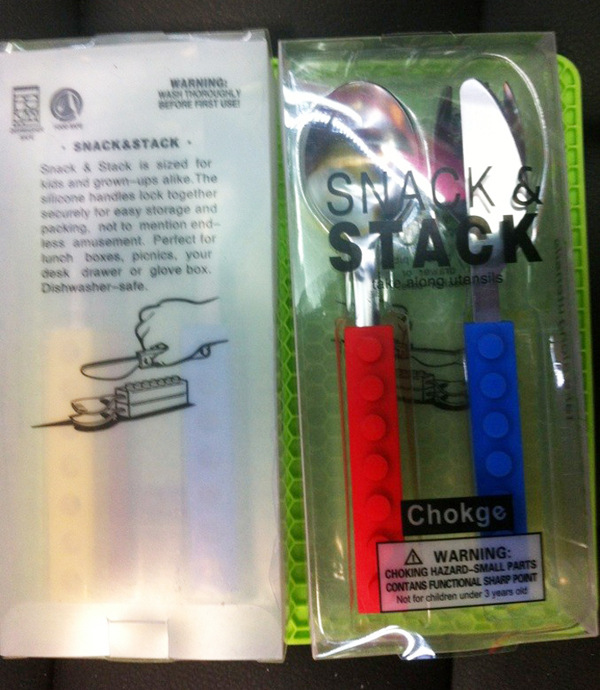 WARNING:
WASH THOROUGHLY
BEFORE FIRST USE!
· SNACK&STACK ·
Snack & Stack is sized for
kids and grown-ups alike.The
silicone handles lock together
securely for easy storage and
packing, not to mention end-
less amusement. Perfect for
lunch boxes, picnics, your
desk drawer or glove box.
Dishwasher-safe.
SNACK &
STACK
take along utensils
Chokge
WARNING:
CHOKING HAZARD-SMALL PARTS
CONTANS FUNCTIONAL SHARP POINT
Not for children under 3 years old